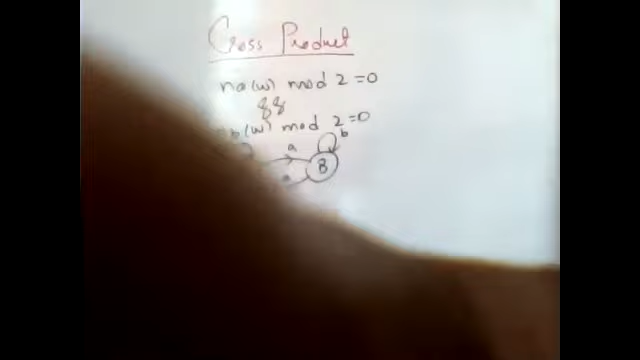 Cross Product
na(w) mod 2 = 0
&&
b(w) mod 2 = 0
b
a
B
a